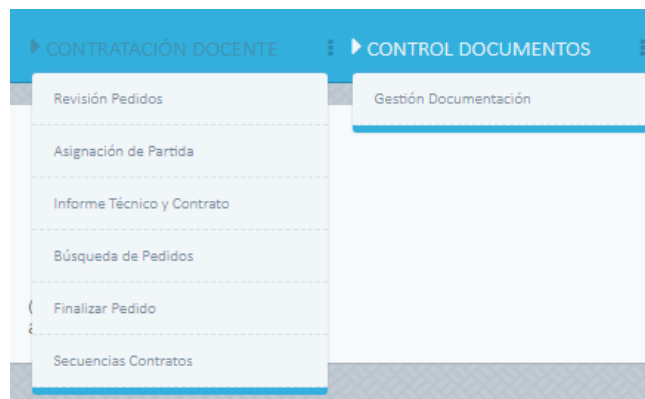 CONTRATACIÓN DOCENTE
CONTROL DOCUMENTOS
Revisión Pedidos
Gestión Documentación
Asignación de Partida
Informe Técnico y Contrato
Búsqueda de Pedidos
Finalizar Pedido
Secuencias Contratos